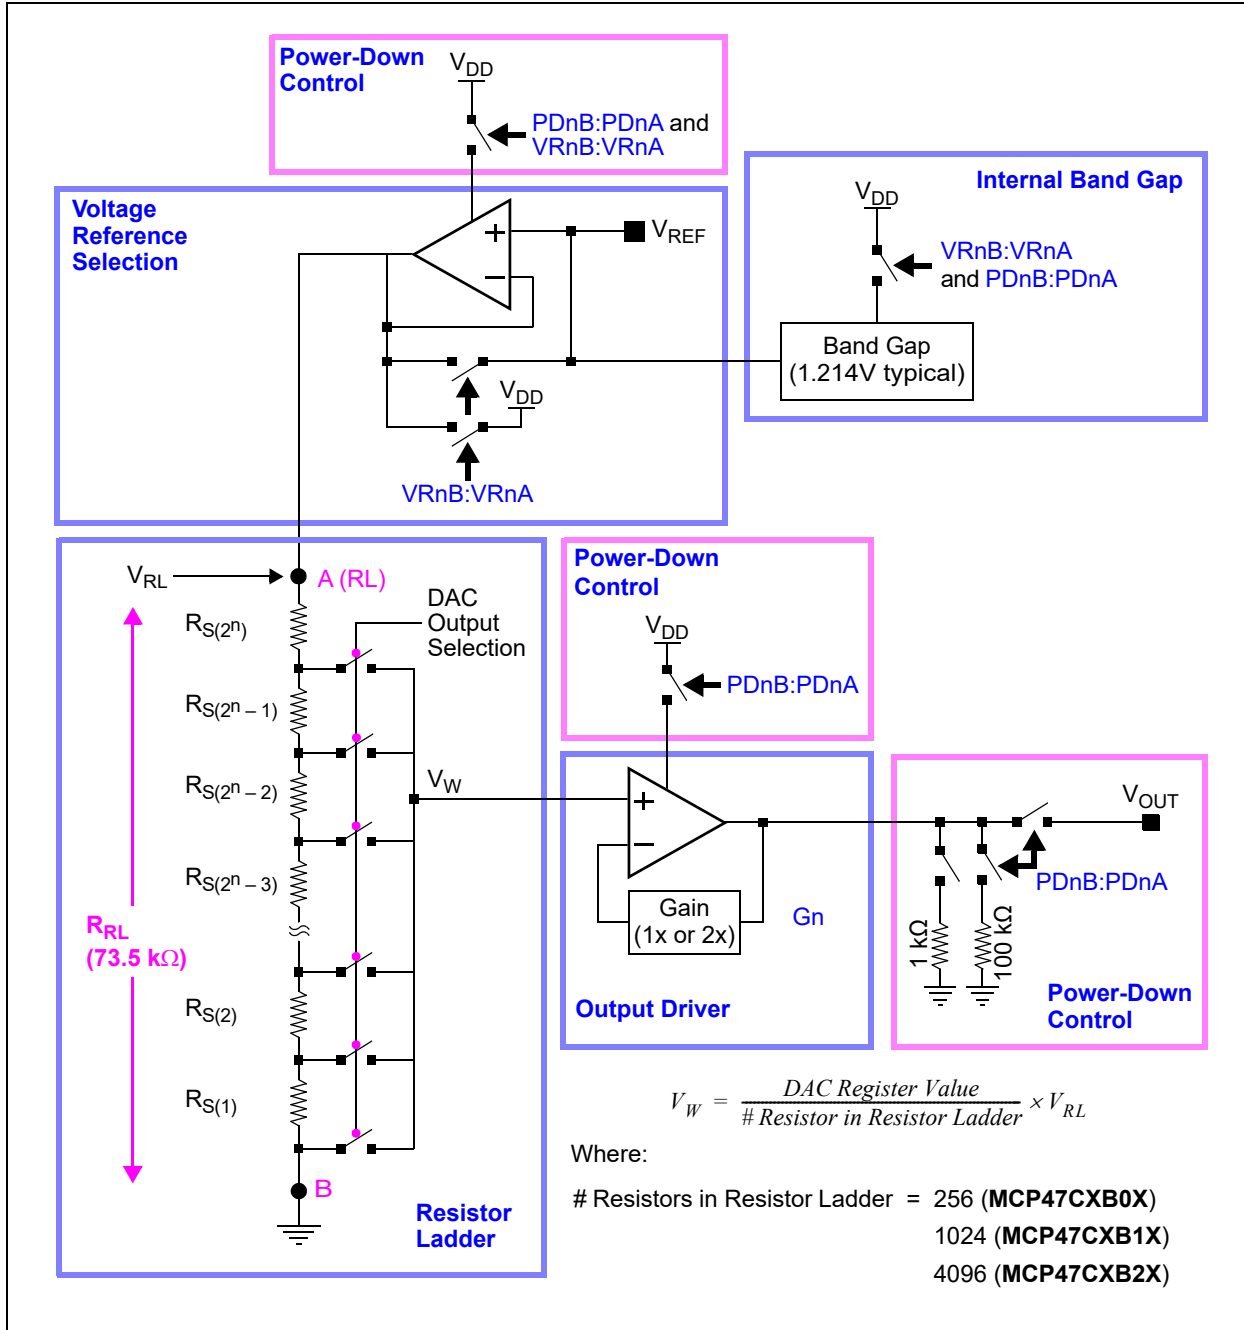 Power-Down
Control
VDD
PDnB:PDnA and
VRnB:VRnA
Internal Band Gap
VDD
VRnB:VRnA
and PDnB:PDnA
Band Gap
(1.214V typical)
Voltage
Reference
Selection
+
–
VREF
VDD
VRnB:VRnA
VRL
A (RL)
DAC
Output
Selection
RS(2^n)
RS(2^n – 1)
RS(2^n – 2)
RS(2^n – 3)
RRL
(73.5 kΩ)
RS(2)
RS(1)
B
VW
Resistor
Ladder
Power-Down
Control
VDD
PDnB:PDnA
+
–
Gain
(1x or 2x)
Gn
Output Driver
VOUT
PDnB:PDnA
1 kΩ
100 kΩ
Power-Down
Control
VW = DAC Register Value / # Resistor in Resistor Ladder × VRL
Where:
# Resistors in Resistor Ladder = 256 (MCP47CXB0X)
1024 (MCP47CXB1X)
4096 (MCP47CXB2X)